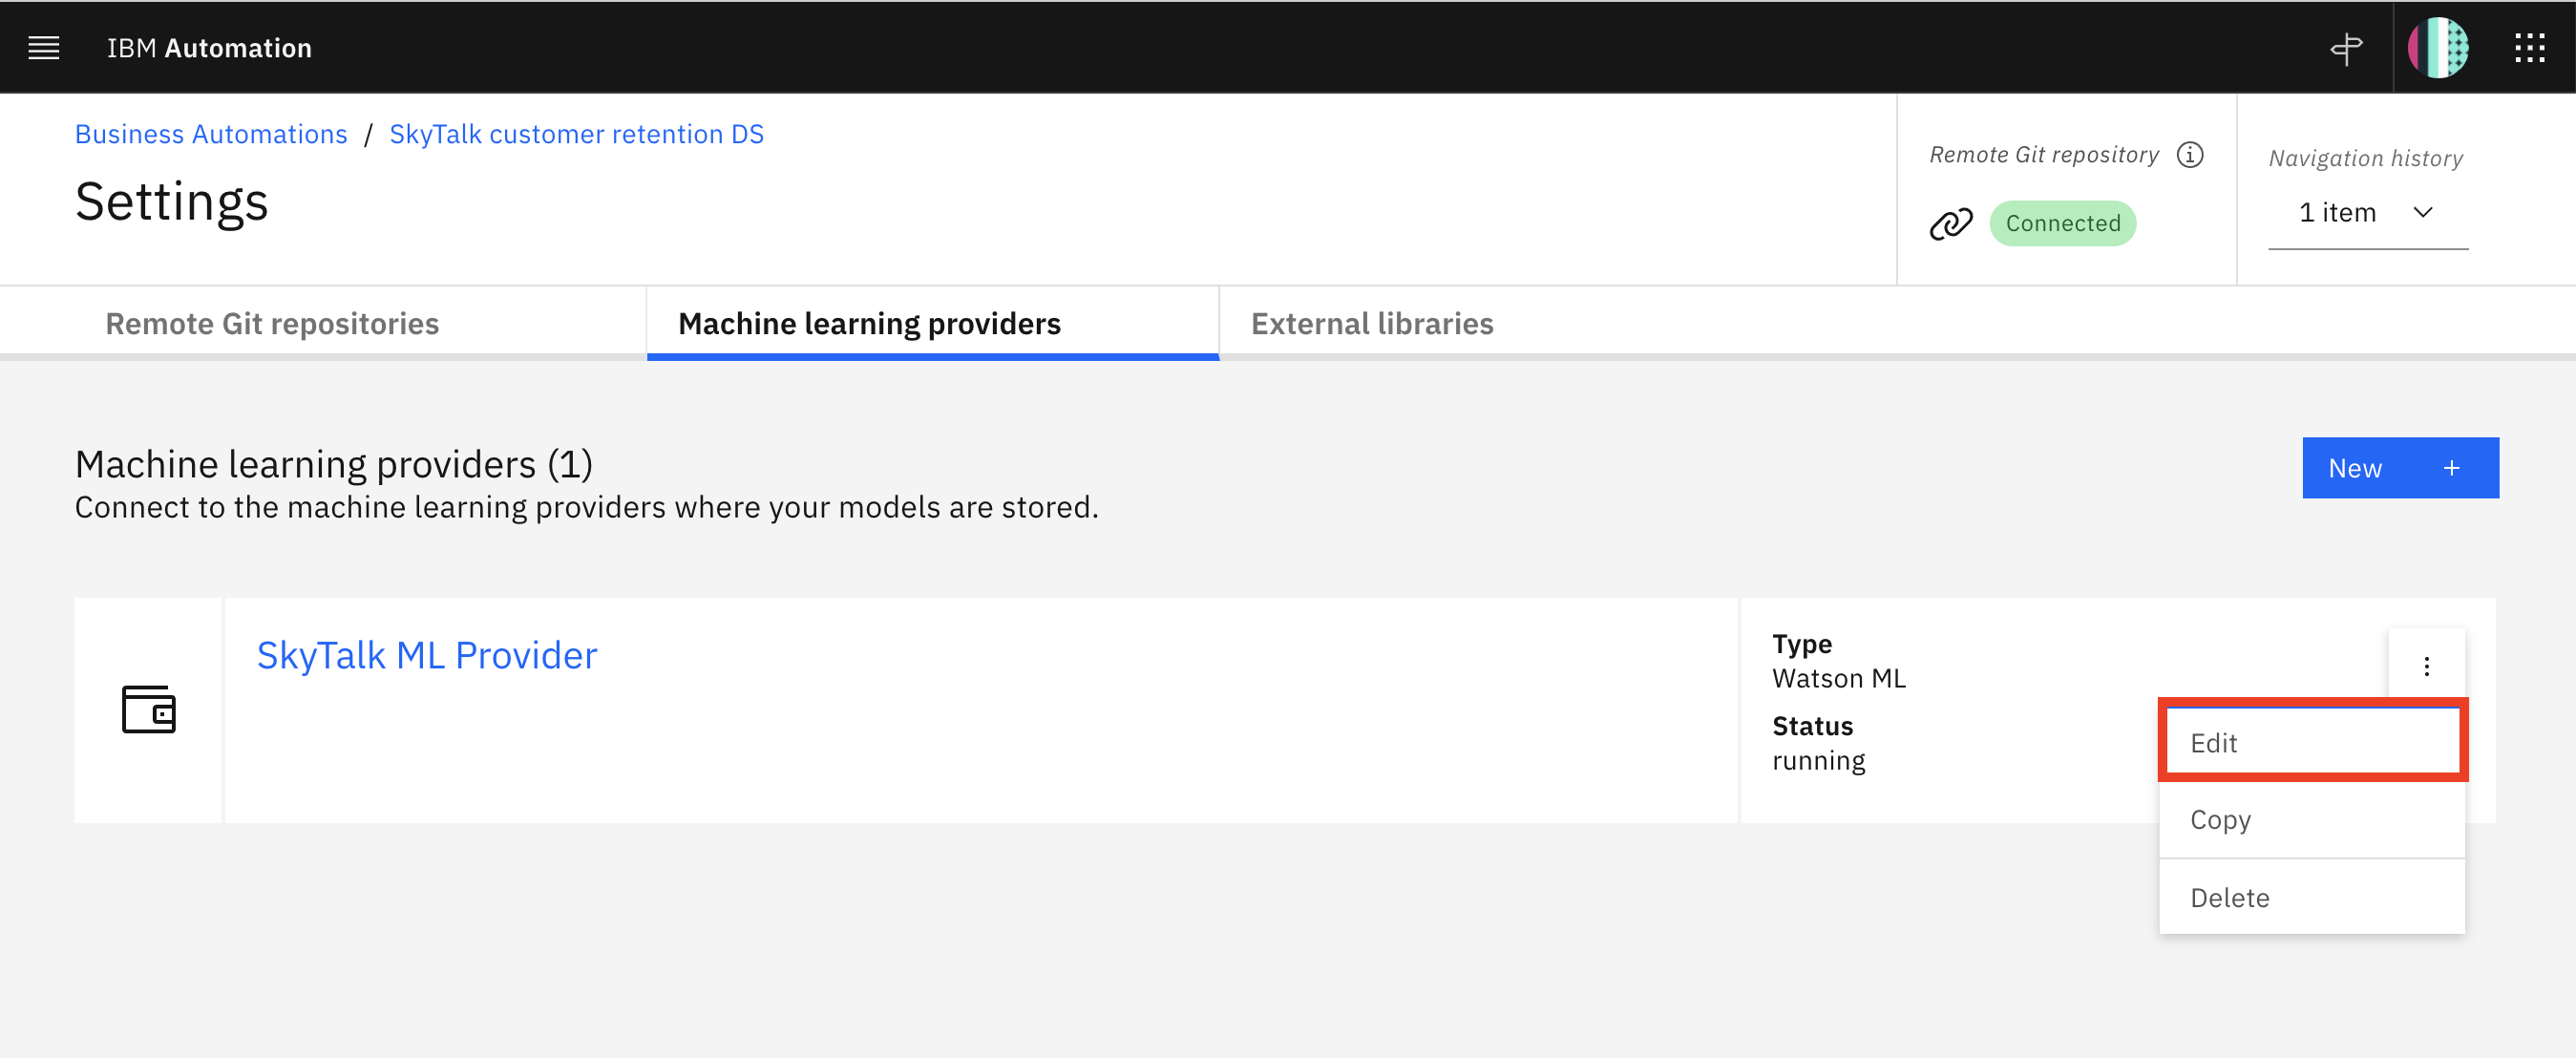 IBM Automation
Business Automations / SkyTalk customer retention DS
Settings
Remote Git repository
Connected
Navigation history
1 item
Remote Git repositories
Machine learning providers
External libraries
Machine learning providers (1)
Connect to the machine learning providers where your models are stored.
New +
SkyTalk ML Provider
Type
Watson ML
Status
running
Edit
Copy
Delete